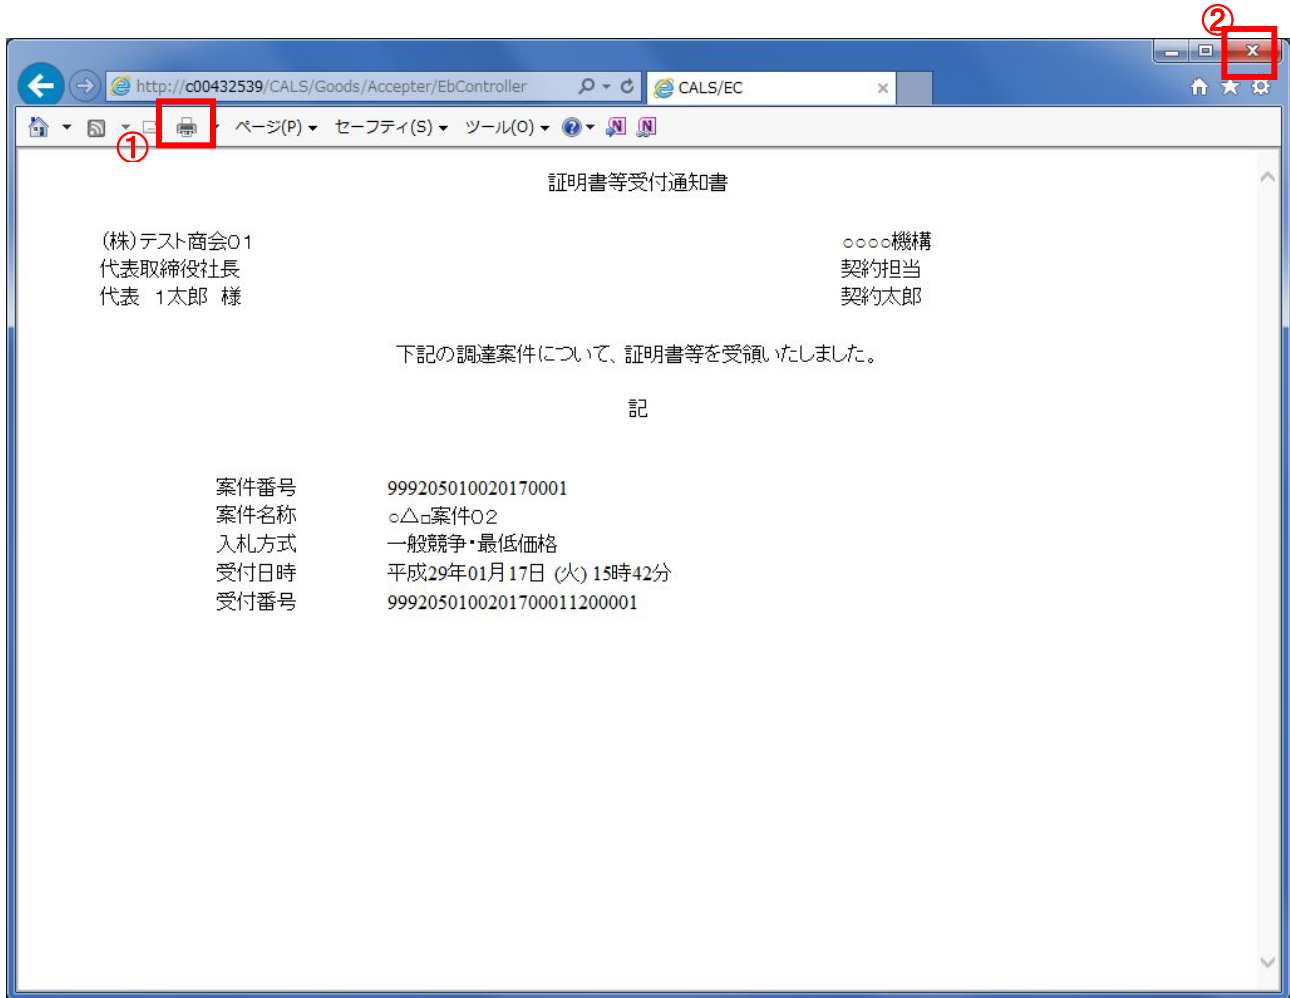 ②
http://c00432539/CALS/Goods/Accepter/EbController
CALS/EC
①
ページ(P) セーフティ(S) ツール(O)
証明書等受付通知書
(株)テスト商会01 ○○○○機構
代表取締役社長 契約担当
代表 1太郎 様 契約太郎
下記の調達案件について、証明書等を受領いたしました。
記
案件番号 999205010020170001
案件名称 ○△□案件02
入札方式 一般競争・最低価格
受付日時 平成29年01月17日 (火) 15時42分
受付番号 9992050100201700011200001